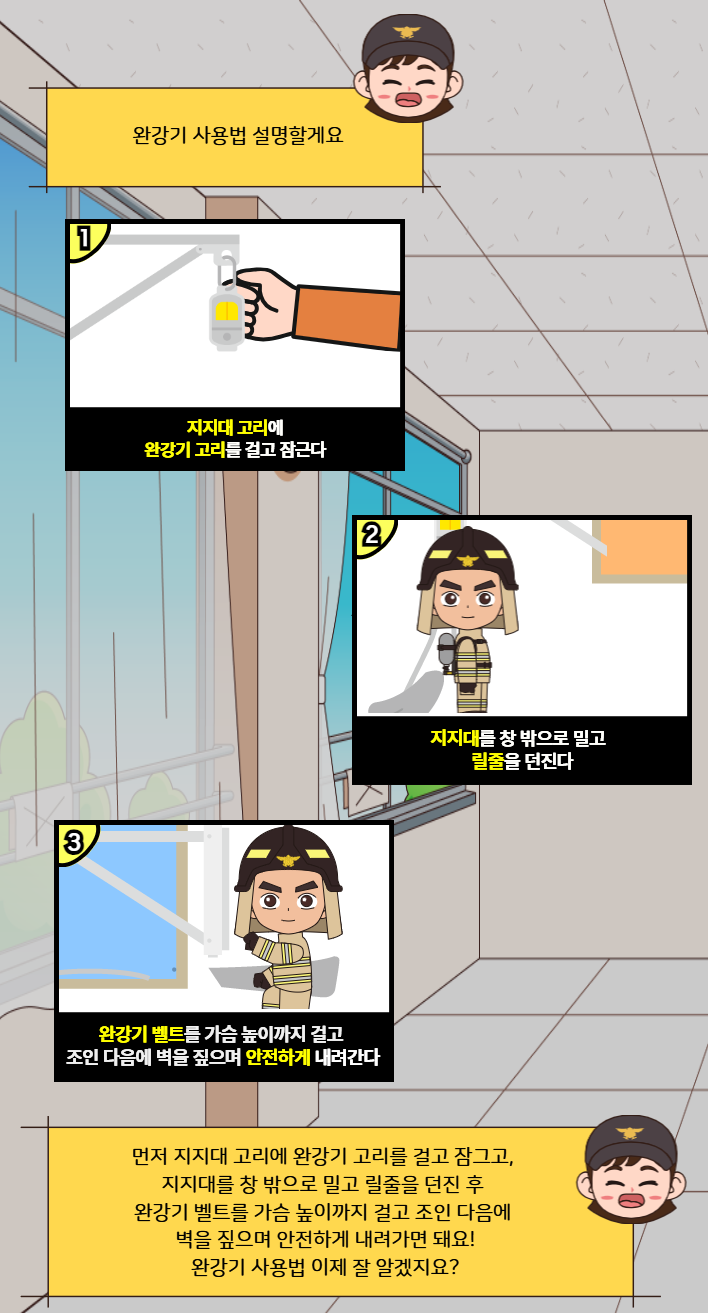 완강기 사용법 설명할게요
1
지지대 고리에
완강기 고리를 걸고 잠근다
2
지지대를 창 밖으로 밀고
릴줄을 던진다
3
완강기 벨트를 가슴 높이까지 걸고
조인 다음에 벽을 짚으며 안전하게 내려간다
먼저 지지대 고리에 완강기 고리를 걸고 잠그고,
지지대를 창 밖으로 밀고 릴줄을 던진 후
완강기 벨트를 가슴 높이까지 걸고 조인 다음에
벽을 짚으며 안전하게 내려가면 돼요!
완강기 사용법 이제 잘 알겠지요?